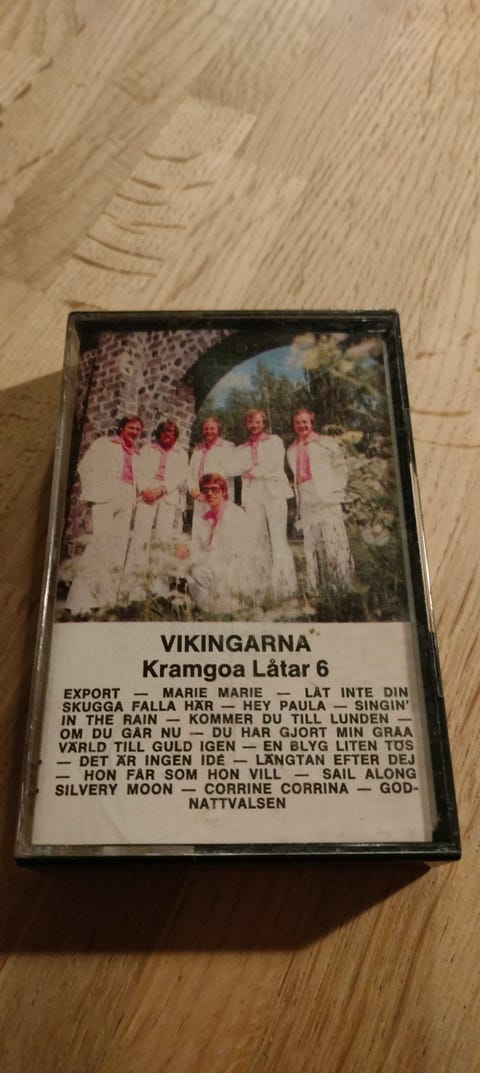 VIKINGARNA
Kramgoa Låtar 6
EXPORT — MARIE MARIE — LÅT INTE DIN
SKUGGA FALLA HÄR — HEY PAULA — SINGIN'
IN THE RAIN — KOMMER DU TILL LUNDEN —
OM DU GÅR NU — DU HAR GJORT MIN GRÅA
VÄRLD TILL GULD IGEN — EN BLYG LITEN TÖS
— DET ÄR INGEN IDÉ — LÄNGTAN EFTER DEJ
— HON FÅR SOM HON VILL — SAIL ALONG
SILVERY MOON — CORRINE CORRINA — GOD-
NATTVALSEN